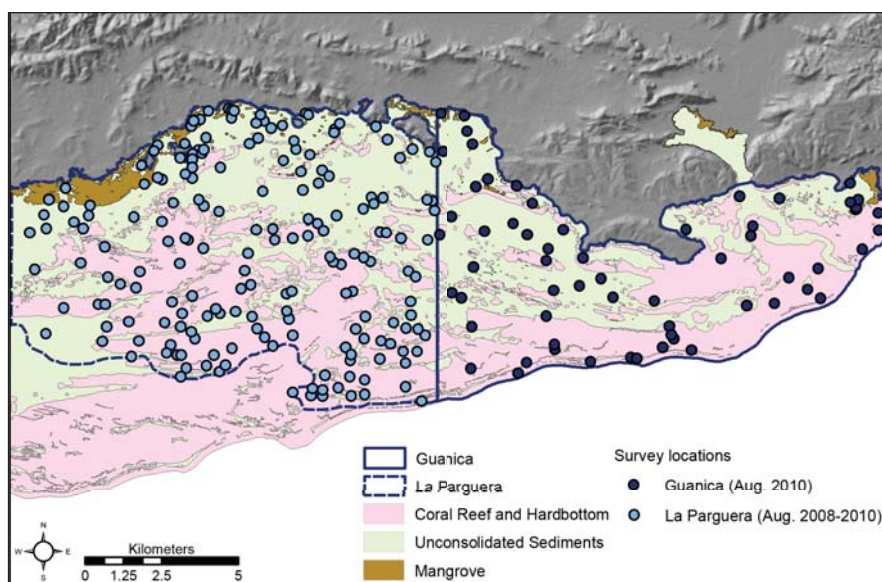 Guanica
La Parguera
Coral Reef and Hardbottom
Unconsolidated Sediments
Mangrove
Survey locations
Guanica (Aug. 2010)
La Parguera (Aug. 2008-2010)
N
W E
S
Kilometers
0 1.25 2.5 5